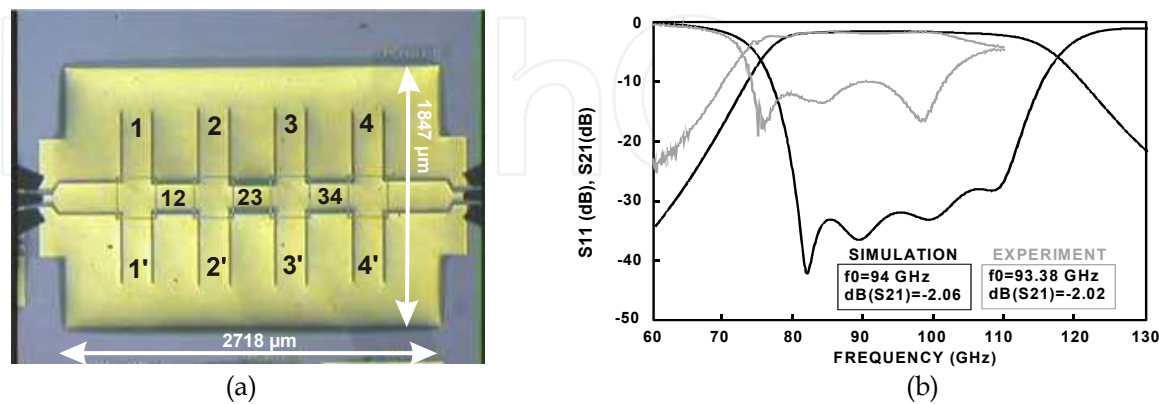 1 2 3 4
12 23 34
1' 2' 3' 4'
1847 µm
2718 µm
(a)
S11 (dB), S21(dB)
0
-10
-20
-30
-40
-50
60 70 80 90 100 110 120 130
FREQUENCY (GHz)
SIMULATION
f0=94 GHz
dB(S21)=-2.06
EXPERIMENT
f0=93.38 GHz
dB(S21)=-2.02
(b)